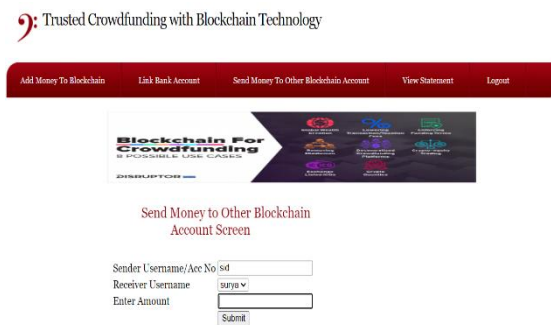 Trusted Crowdfunding with Blockchain Technology
Add Money To Blockchain Link Bank Account Send Money To Other Blockchain Account View Statement Logout
Blockchain For
Crowdfunding
8 POSSIBLE USE CASES
DISRUPTOR
Send Money to Other Blockchain
Account Screen
Sender Username/Acc No sid
Receiver Username surya
Enter Amount
Submit